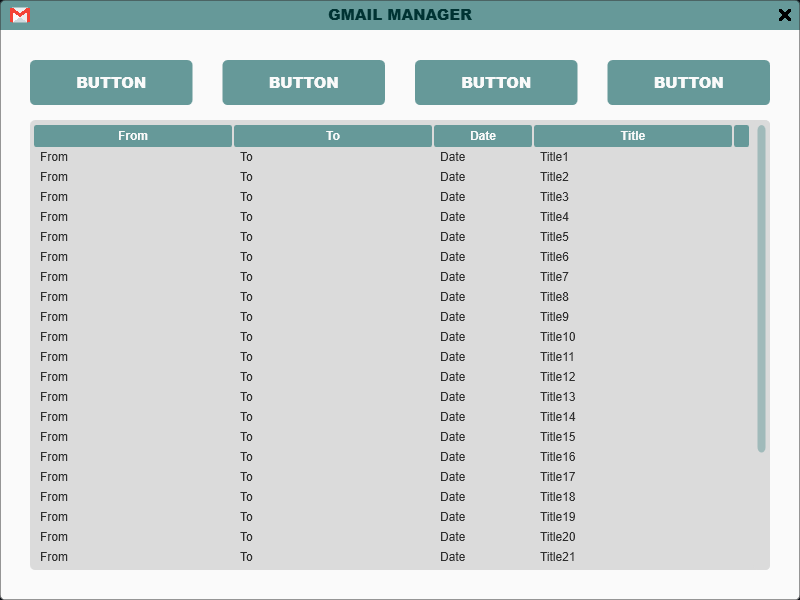 GMAIL MANAGER
BUTTON BUTTON BUTTON BUTTON
From To Date Title
From To Date Title1
From To Date Title2
From To Date Title3
From To Date Title4
From To Date Title5
From To Date Title6
From To Date Title7
From To Date Title8
From To Date Title9
From To Date Title10
From To Date Title11
From To Date Title12
From To Date Title13
From To Date Title14
From To Date Title15
From To Date Title16
From To Date Title17
From To Date Title18
From To Date Title19
From To Date Title20
From To Date Title21